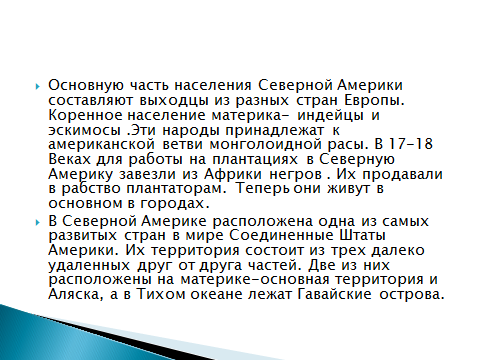 Основную часть населения Северной Америки
составляют выходцы из разных стран Европы.
Коренное население материка- индейцы и
эскимосы .Эти народы принадлежат к
американской ветви монголоидной расы. В 17-18
Веках для работы на плантациях в Северную
Америку завезли из Африки негров . Их продавали
в рабство плантаторам. Теперь они живут в
основном в городах.
В Северной Америке расположена одна из самых
развитых стран в мире Соединенные Штаты
Америки. Их территория состоит из трех далеко
удаленных друг от друга частей. Две из них
расположены на материке-основная территория и
Аляска, а в Тихом океане лежат Гавайские острова.